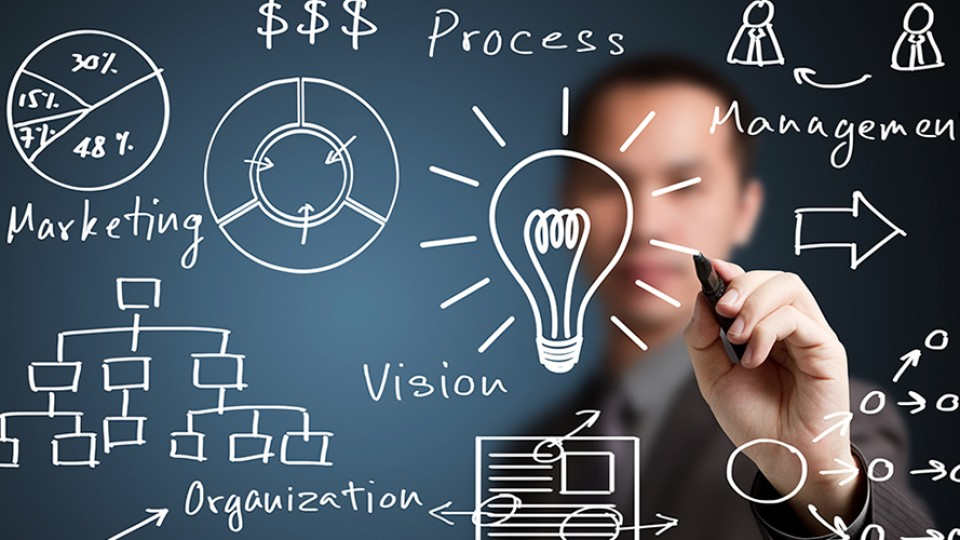 $$$
Process
30%
15%
7%
48%
Managemen
Marketing
Vision
Organization